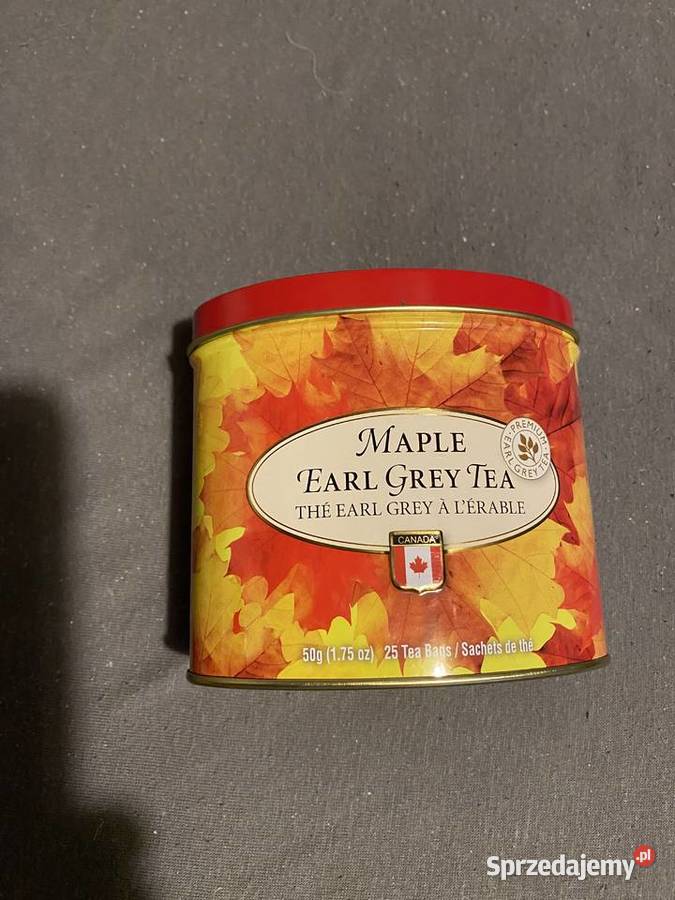 MAPLE
EARL GREY TEA
THÉ EARL GREY À L'ÉRABLE
PREMIUM
EARL GREY TEA
CANADA
50g (1.75 oz) 25 Tea Bags / Sachets de thé
Sprzedajemy.pl